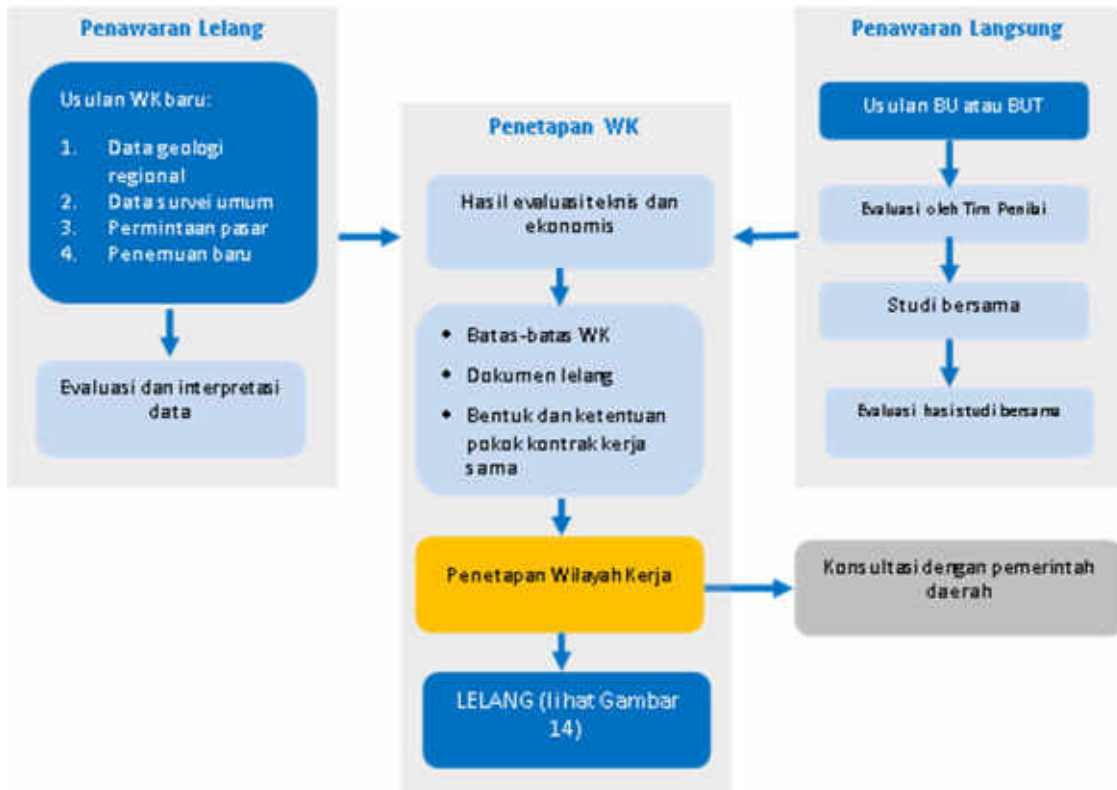 Penawaran Lelang
Usulan WK baru:
1. Data geologi
regional
2. Data survei umum
3. Permintaan pasar
4. Penemuan baru
Evaluasi dan interpretasi
data
Penetapan WK
Hasil evaluasi teknis dan
ekonomis
• Batas-batas WK
• Dokumen lelang
• Bentuk dan ketentuan
pokok kontrak kerja
sama
Penetapan Wilayah Kerja
LELANG (lihat Gambar
14)
Penawaran Langsung
Usulan BU atau BUT
Evaluasi oleh Tim Penilai
Studi bersama
Evaluasi hasi studi bersama
Konsultasi dengan pemerintah
daerah